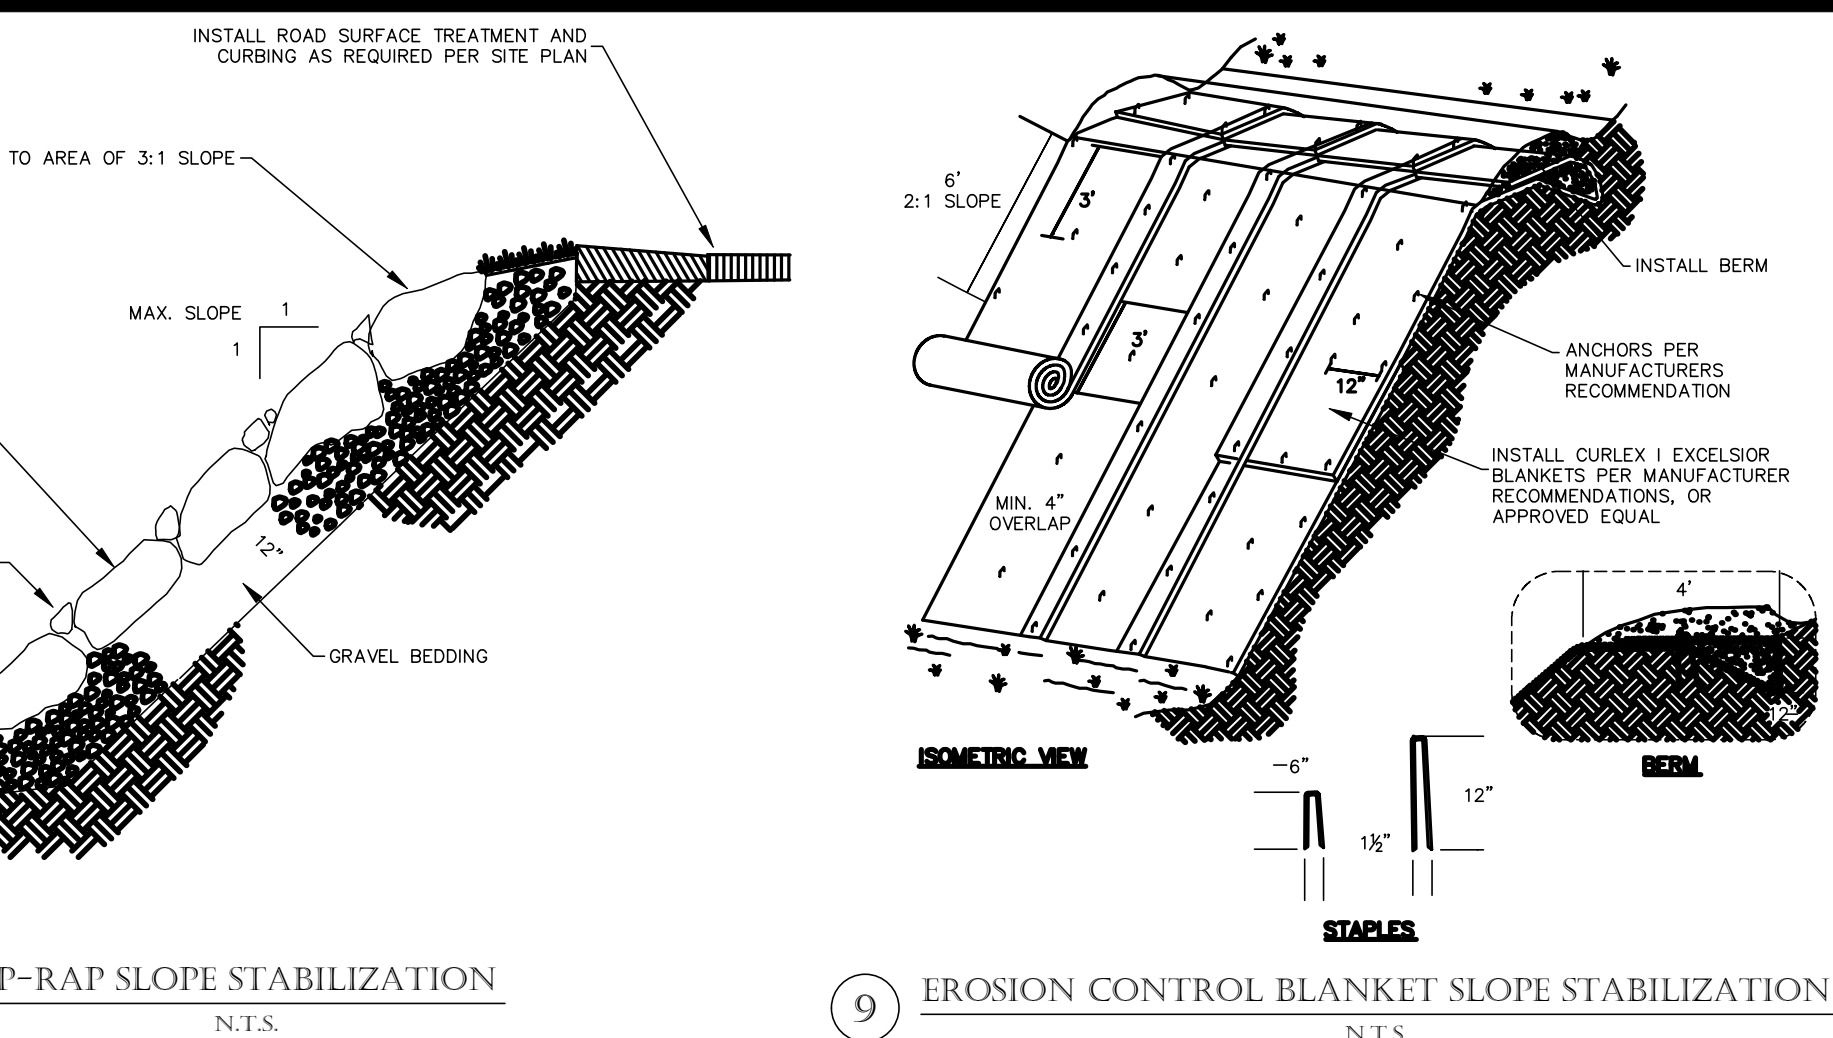 INSTALL ROAD SURFACE TREATMENT AND
CURBING AS REQUIRED PER SITE PLAN
TO AREA OF 3:1 SLOPE
MAX. SLOPE
1
1
12"
GRAVEL BEDDING
P-RAP SLOPE STABILIZATION
N.T.S.
6'
2:1 SLOPE
3'
3'
12"
MIN. 4"
OVERLAP
INSTALL BERM
ANCHORS PER
MANUFACTURERS
RECOMMENDATION
INSTALL CURLEX I EXCELSIOR
BLANKETS PER MANUFACTURER
RECOMMENDATIONS, OR
APPROVED EQUAL
4'
12"
BERM
ISOMETRIC VIEW
6"
12"
1½"
STAPLES
9
EROSION CONTROL BLANKET SLOPE STABILIZATION
N.T.S.